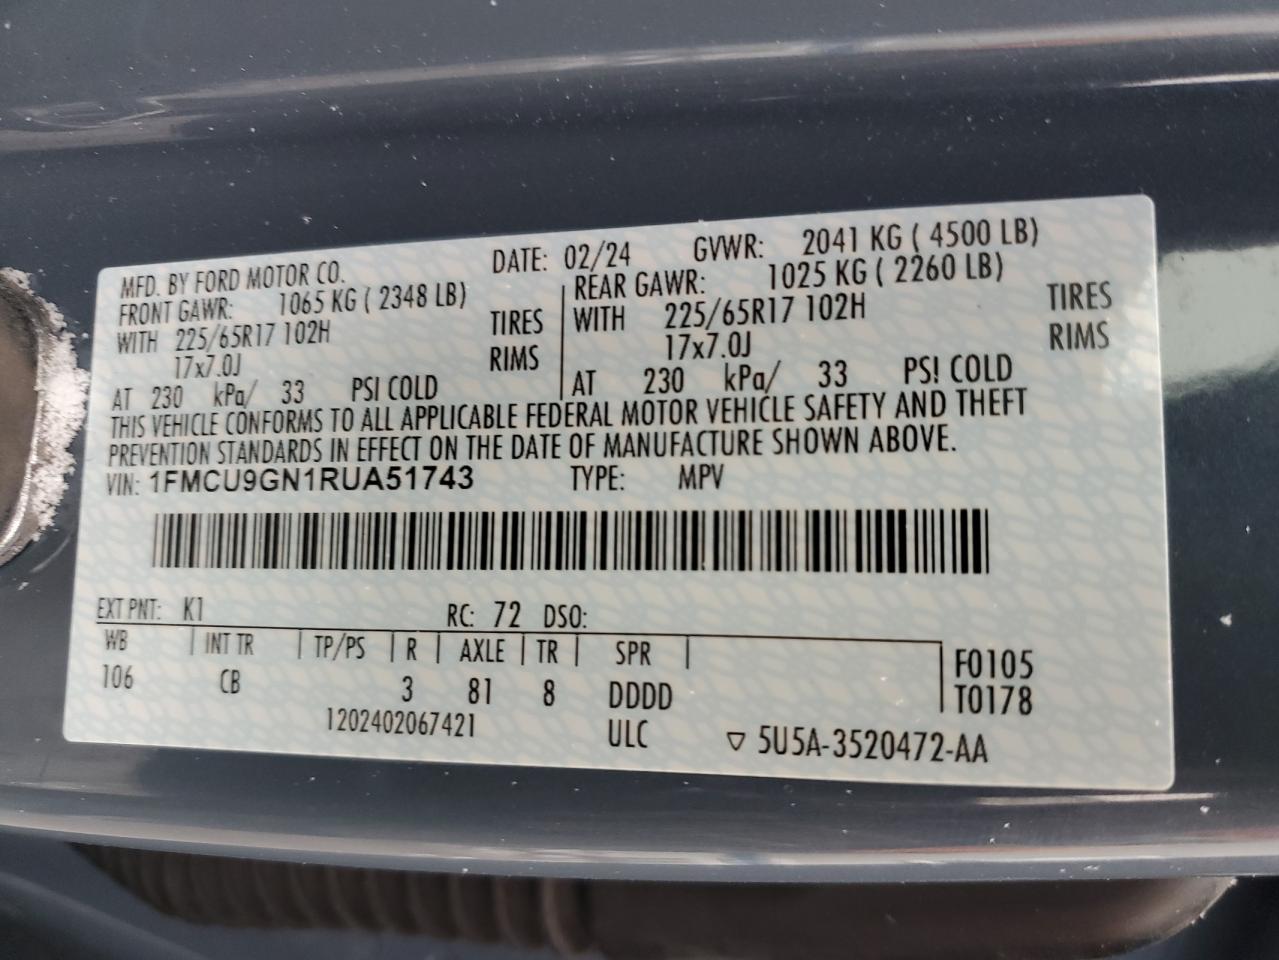 MFD. BY FORD MOTOR CO. DATE: 02/24 GVWR: 2041 KG ( 4500 LB)
FRONT GAWR: 1065 KG ( 2348 LB) REAR GAWR: 1025 KG ( 2260 LB)
WITH 225/65R17 102H TIRES WITH 225/65R17 102H TIRES
17x7.0J RIMS 17x7.0J RIMS
AT 230 kPa/ 33 PSI COLD AT 230 kPa/ 33 PSI COLD
THIS VEHICLE CONFORMS TO ALL APPLICABLE FEDERAL MOTOR VEHICLE SAFETY AND THEFT
PREVENTION STANDARDS IN EFFECT ON THE DATE OF MANUFACTURE SHOWN ABOVE.
VIN: 1FMCU9GN1RUA51743 TYPE: MPV
EXT PNT: K1 RC: 72 DSO:
WB INT TR TP/PS R AXLE TR SPR F0105
106 CB 3 81 8 DDDD T0178
1202402067421 ULC ▽ 5U5A-3520472-AA